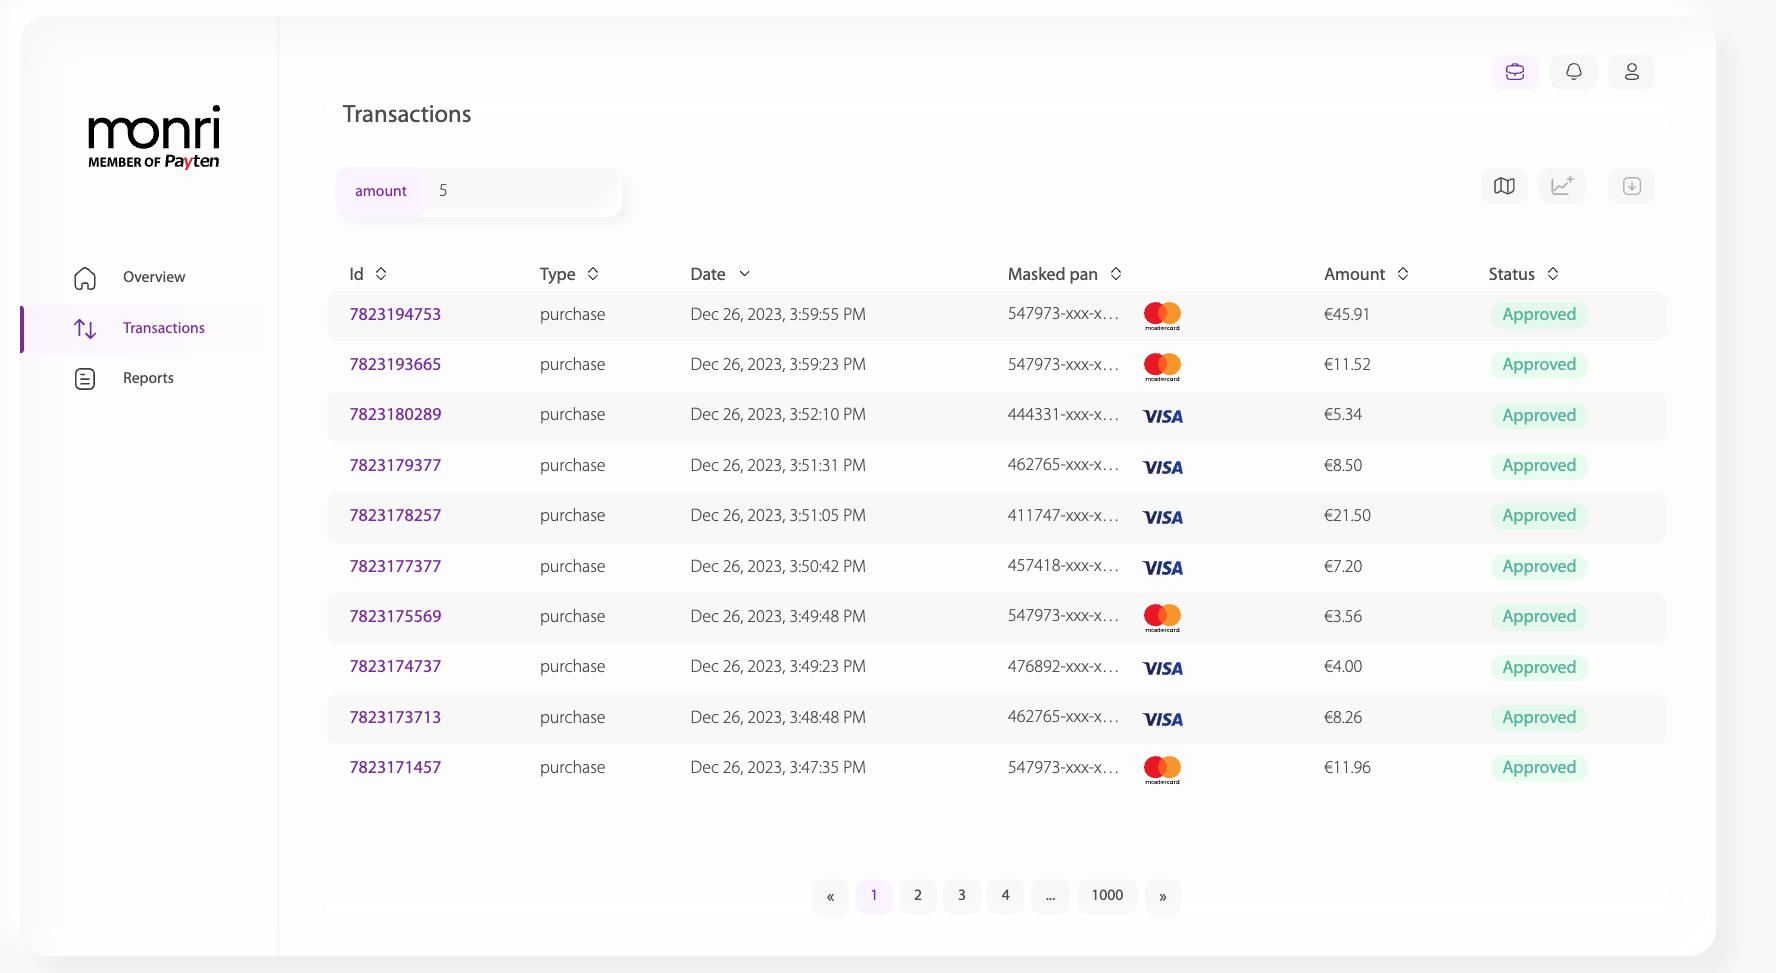 monri
MEMBER OF Payten
Transactions
amount 5
Overview
Transactions
Reports
Id Type Date Masked pan Amount Status
7823194753 purchase Dec 26, 2023, 3:59:55 PM 547973-xxx-x... mastercard €45.91 Approved
7823193665 purchase Dec 26, 2023, 3:59:23 PM 547973-xxx-x... mastercard €11.52 Approved
7823180289 purchase Dec 26, 2023, 3:52:10 PM 444331-xxx-x... VISA €5.34 Approved
7823179377 purchase Dec 26, 2023, 3:51:31 PM 462765-xxx-x... VISA €8.50 Approved
7823178257 purchase Dec 26, 2023, 3:51:05 PM 411747-xxx-x... VISA €21.50 Approved
7823177377 purchase Dec 26, 2023, 3:50:42 PM 457418-xxx-x... VISA €7.20 Approved
7823175569 purchase Dec 26, 2023, 3:49:48 PM 547973-xxx-x... mastercard €3.56 Approved
7823174737 purchase Dec 26, 2023, 3:49:23 PM 476892-xxx-x... VISA €4.00 Approved
7823173713 purchase Dec 26, 2023, 3:48:48 PM 462765-xxx-x... VISA €8.26 Approved
7823171457 purchase Dec 26, 2023, 3:47:35 PM 547973-xxx-x... mastercard €11.96 Approved
« 1 2 3 4 ... 1000 »